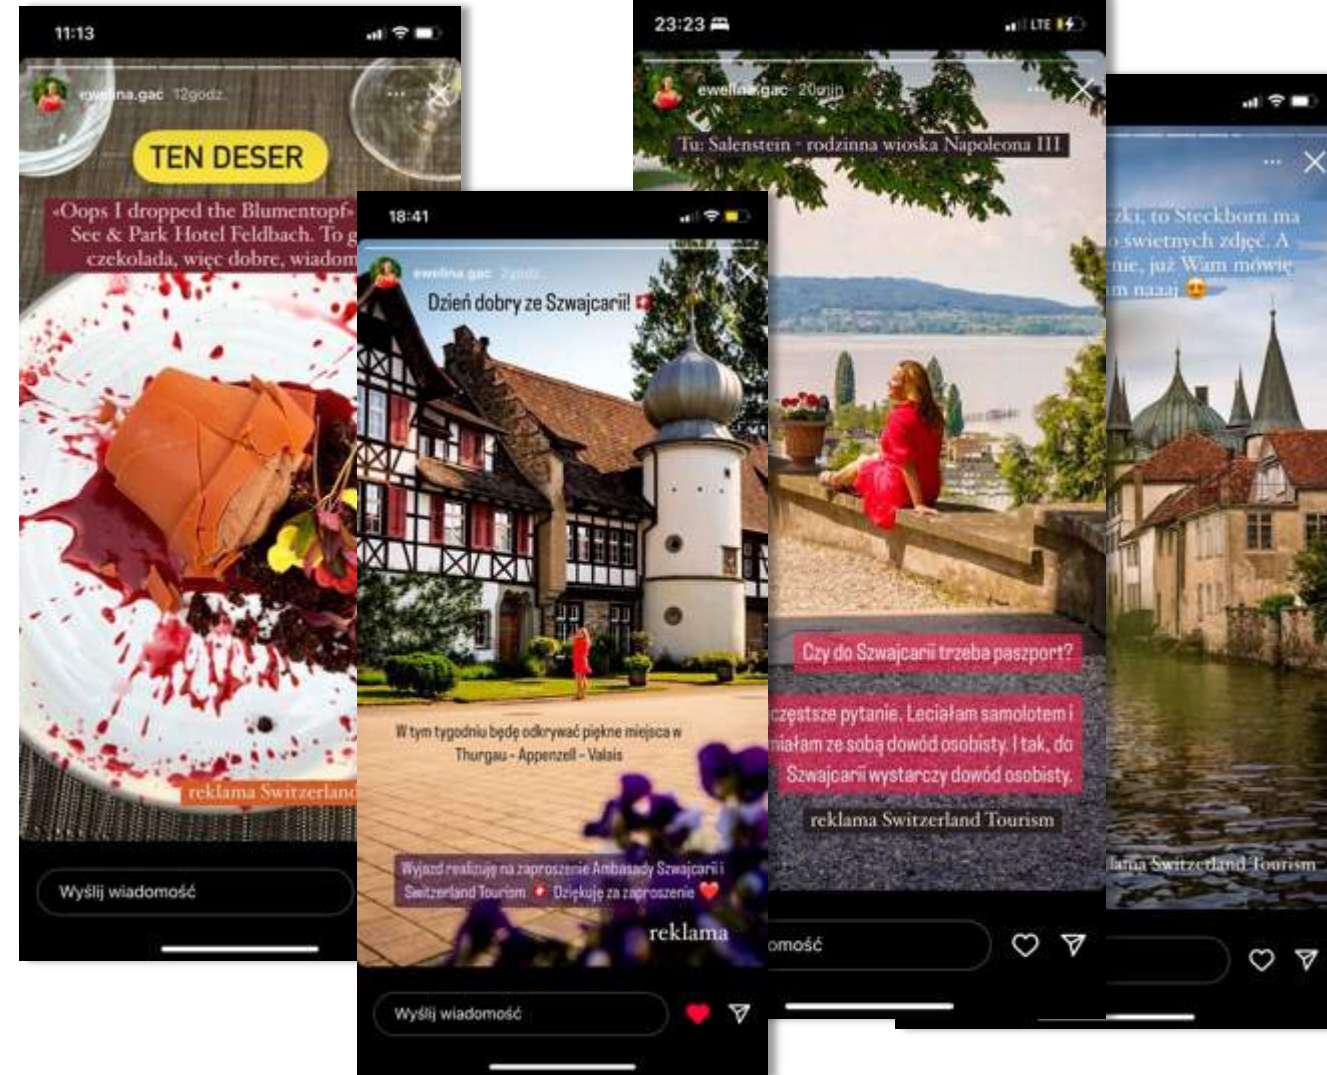 11:13
ewelina.gac 12godz.
TEN DESER
«Oops I dropped the Blumentopf»
See & Park Hotel Feldbach. To g
czekolada, więc dobre, wiadom
reklama Switzerland
Wyślij wiadomość
18:41
ewelina.gac 2godz.
Dzień dobry ze Szwajcarii!
W tym tygodniu będę odkrywać piękne miejsca w
Thurgau - Appenzell - Valais
Wyjazd realizuję na zaproszenie Ambasady Szwajcarii i
Switzerland Tourism Dziękuję za zaproszenie
reklama
Wyślij wiadomość
23:23
LTE
ewelina.gac 20min
Tu: Salenstein - rodzinna wioska Napoleona III
Czy do Szwajcarii trzeba paszport?
częstsze pytanie. Leciałam samolotem i
miałam ze sobą dowód osobisty. I tak, do
Szwajcarii wystarczy dowód osobisty.
reklama Switzerland Tourism
omość
czki, to Steckborn ma
o świetnych zdjęć. A
enie, już Wam mówię
am naaaj
lama Switzerland Tourism